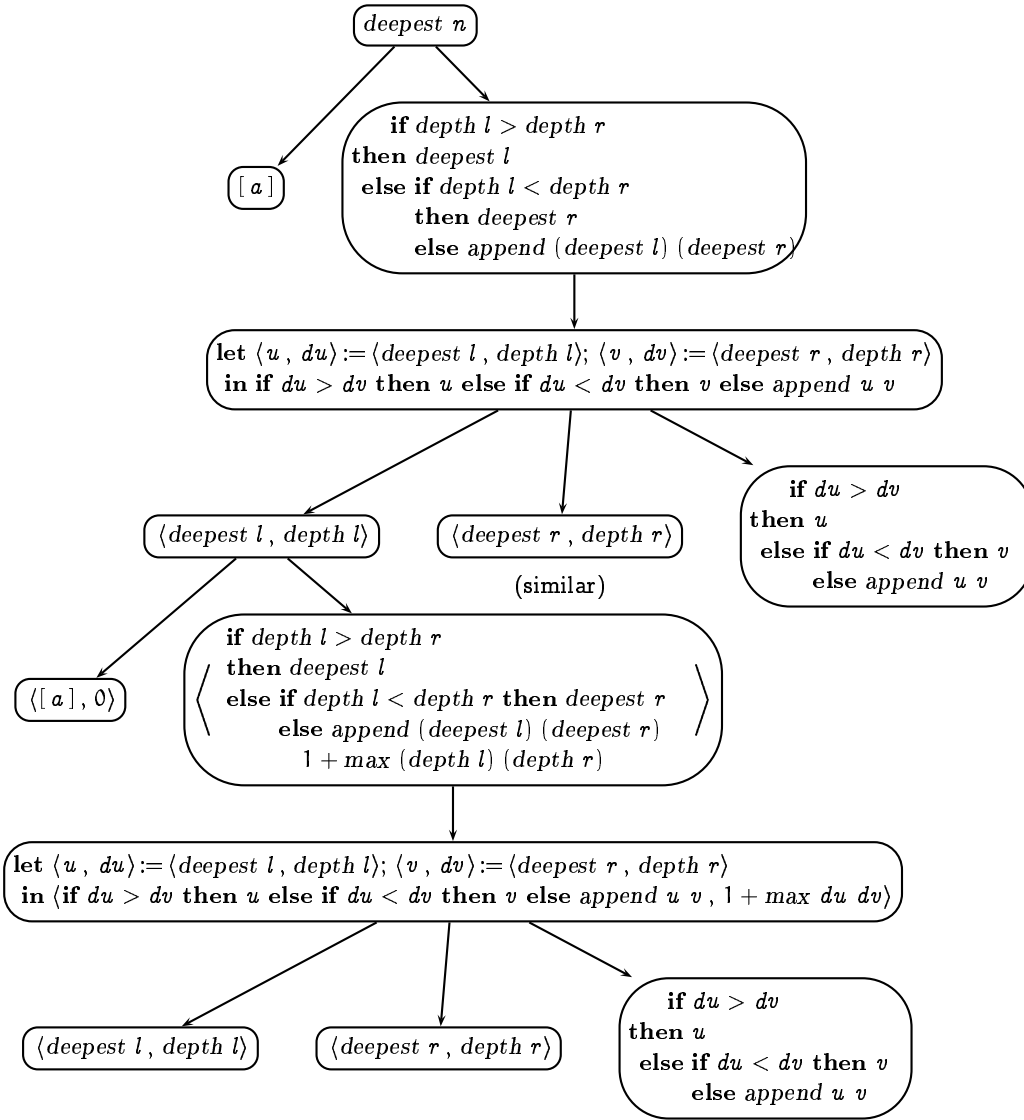 deepest n
if depth l > depth r
then deepest l
[ a ]
else if depth l < depth r
then deepest r
else append (deepest l) (deepest r)
let ⟨u , du⟩ := ⟨deepest l , depth l⟩; ⟨v , dv⟩ := ⟨deepest r , depth r⟩
in if du > dv then u else if du < dv then v else append u v
⟨deepest l , depth l⟩
⟨deepest r , depth r⟩
(similar)
if du > dv
then u
else if du < dv then v
else append u v
⟨[ a ] , 0⟩
if depth l > depth r
then deepest l
else if depth l < depth r then deepest r
else append (deepest l) (deepest r)
1 + max (depth l) (depth r)
let ⟨u , du⟩ := ⟨deepest l , depth l⟩; ⟨v , dv⟩ := ⟨deepest r , depth r⟩
in ⟨if du > dv then u else if du < dv then v else append u v , 1 + max du dv⟩
⟨deepest l , depth l⟩
⟨deepest r , depth r⟩
if du > dv
then u
else if du < dv then v
else append u v